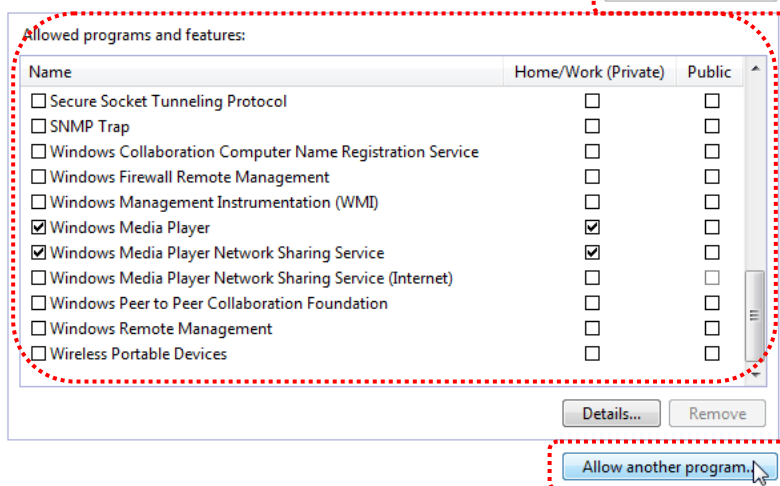 Allowed programs and features:
Name Home/Work (Private) Public
Secure Socket Tunneling Protocol
SNMP Trap
Windows Collaboration Computer Name Registration Service
Windows Firewall Remote Management
Windows Management Instrumentation (WMI)
Windows Media Player
Windows Media Player Network Sharing Service
Windows Media Player Network Sharing Service (Internet)
Windows Peer to Peer Collaboration Foundation
Windows Remote Management
Wireless Portable Devices
Details... Remove
Allow another program..